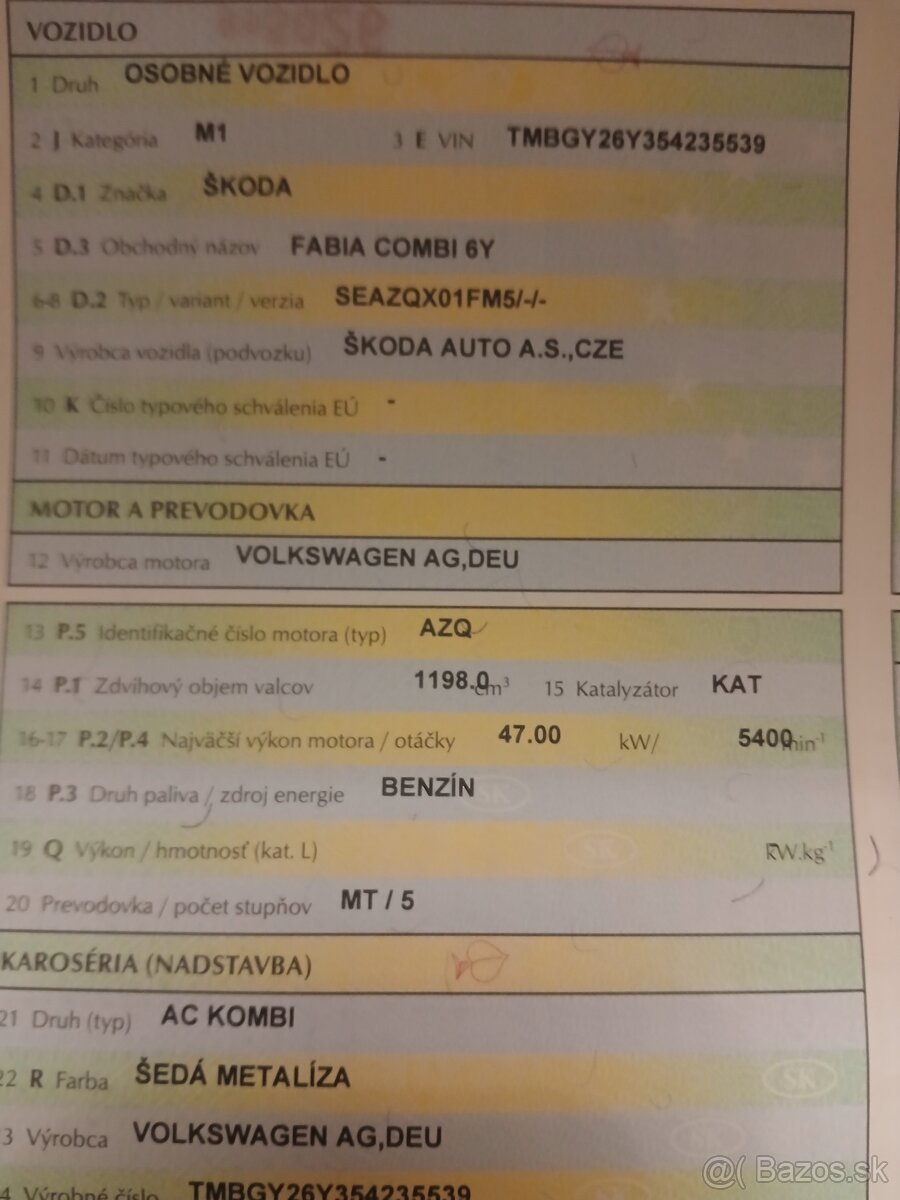 VOZIDLO
1 Druh OSOBNÉ VOZIDLO
2 J Kategória M1 3 E VIN TMBGY26Y354235539
4 D.1 Značka ŠKODA
5 D.3 Obchodný názov FABIA COMBI 6Y
6-8 D.2 Typ / variant / verzia SEAZQX01FM5/-/-
9 Výrobca vozidla (podvozku) ŠKODA AUTO A.S.,CZE
10 K Číslo typového schválenia EÚ -
11 Dátum typového schválenia EÚ -
MOTOR A PREVODOVKA
12 Výrobca motora VOLKSWAGEN AG,DEU
13 P.5 Identifikačné číslo motora (typ) AZQ
14 P.1 Zdvihový objem valcov 1198.0 cm³ 15 Katalyzátor KAT
16-17 P.2/P.4 Najväčší výkon motora / otáčky 47.00 kW/ 5400 min⁻¹
18 P.3 Druh paliva / zdroj energie BENZÍN
19 Q Výkon / hmotnosť (kat. L) kW.kg⁻¹
20 Prevodovka / počet stupňov MT / 5
KAROSÉRIA (NADSTAVBA)
21 Druh (typ) AC KOMBI
22 R Farba ŠEDÁ METALÍZA
3 Výrobca VOLKSWAGEN AG,DEU
4 Výrobné číslo TMBGY26Y354235539
SK
SK
SK
SK
@( Bazos.sk